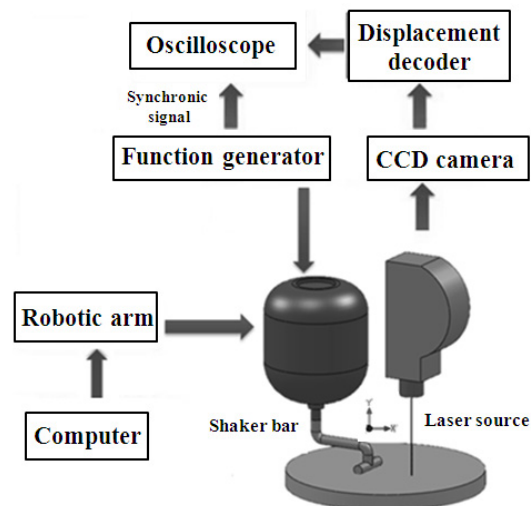 Oscilloscope
Displacement
decoder
Synchronic
signal
Function generator
CCD camera
Robotic arm
Computer
Shaker bar
Y
X
Laser source